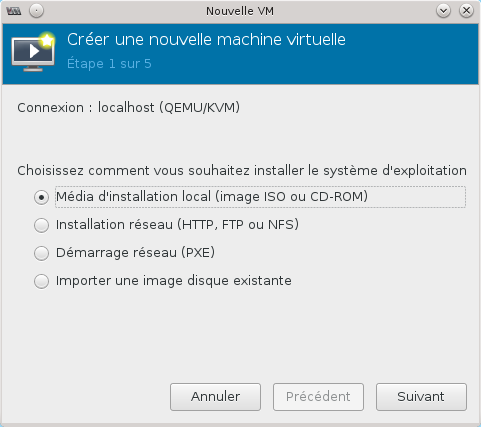 Nouvelle VM
Créer une nouvelle machine virtuelle
Étape 1 sur 5
Connexion : localhost (QEMU/KVM)
Choisissez comment vous souhaitez installer le système d'exploitation
Média d'installation local (image ISO ou CD-ROM)
Installation réseau (HTTP, FTP ou NFS)
Démarrage réseau (PXE)
Importer une image disque existante
Annuler Précédent Suivant